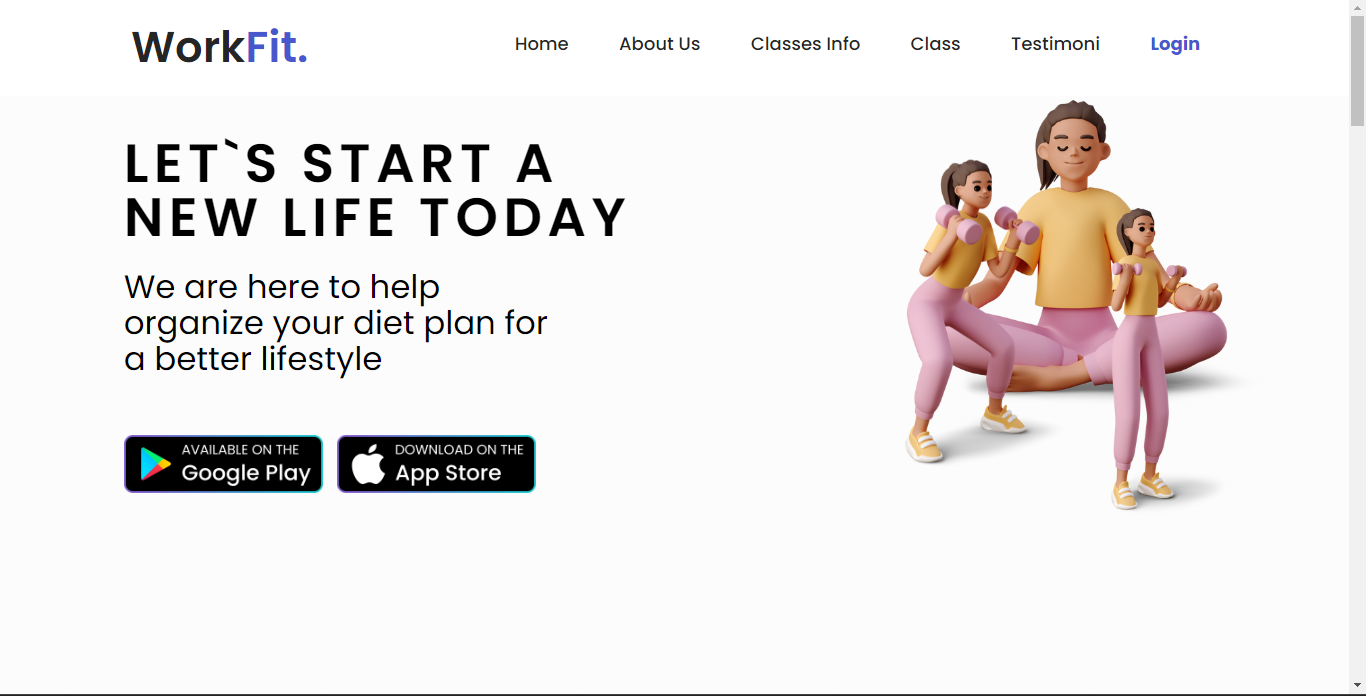 WorkFit.
Home About Us Classes Info Class Testimoni Login
LET`S START A
NEW LIFE TODAY
We are here to help
organize your diet plan for
a better lifestyle
AVAILABLE ON THE
Google Play
DOWNLOAD ON THE
App Store